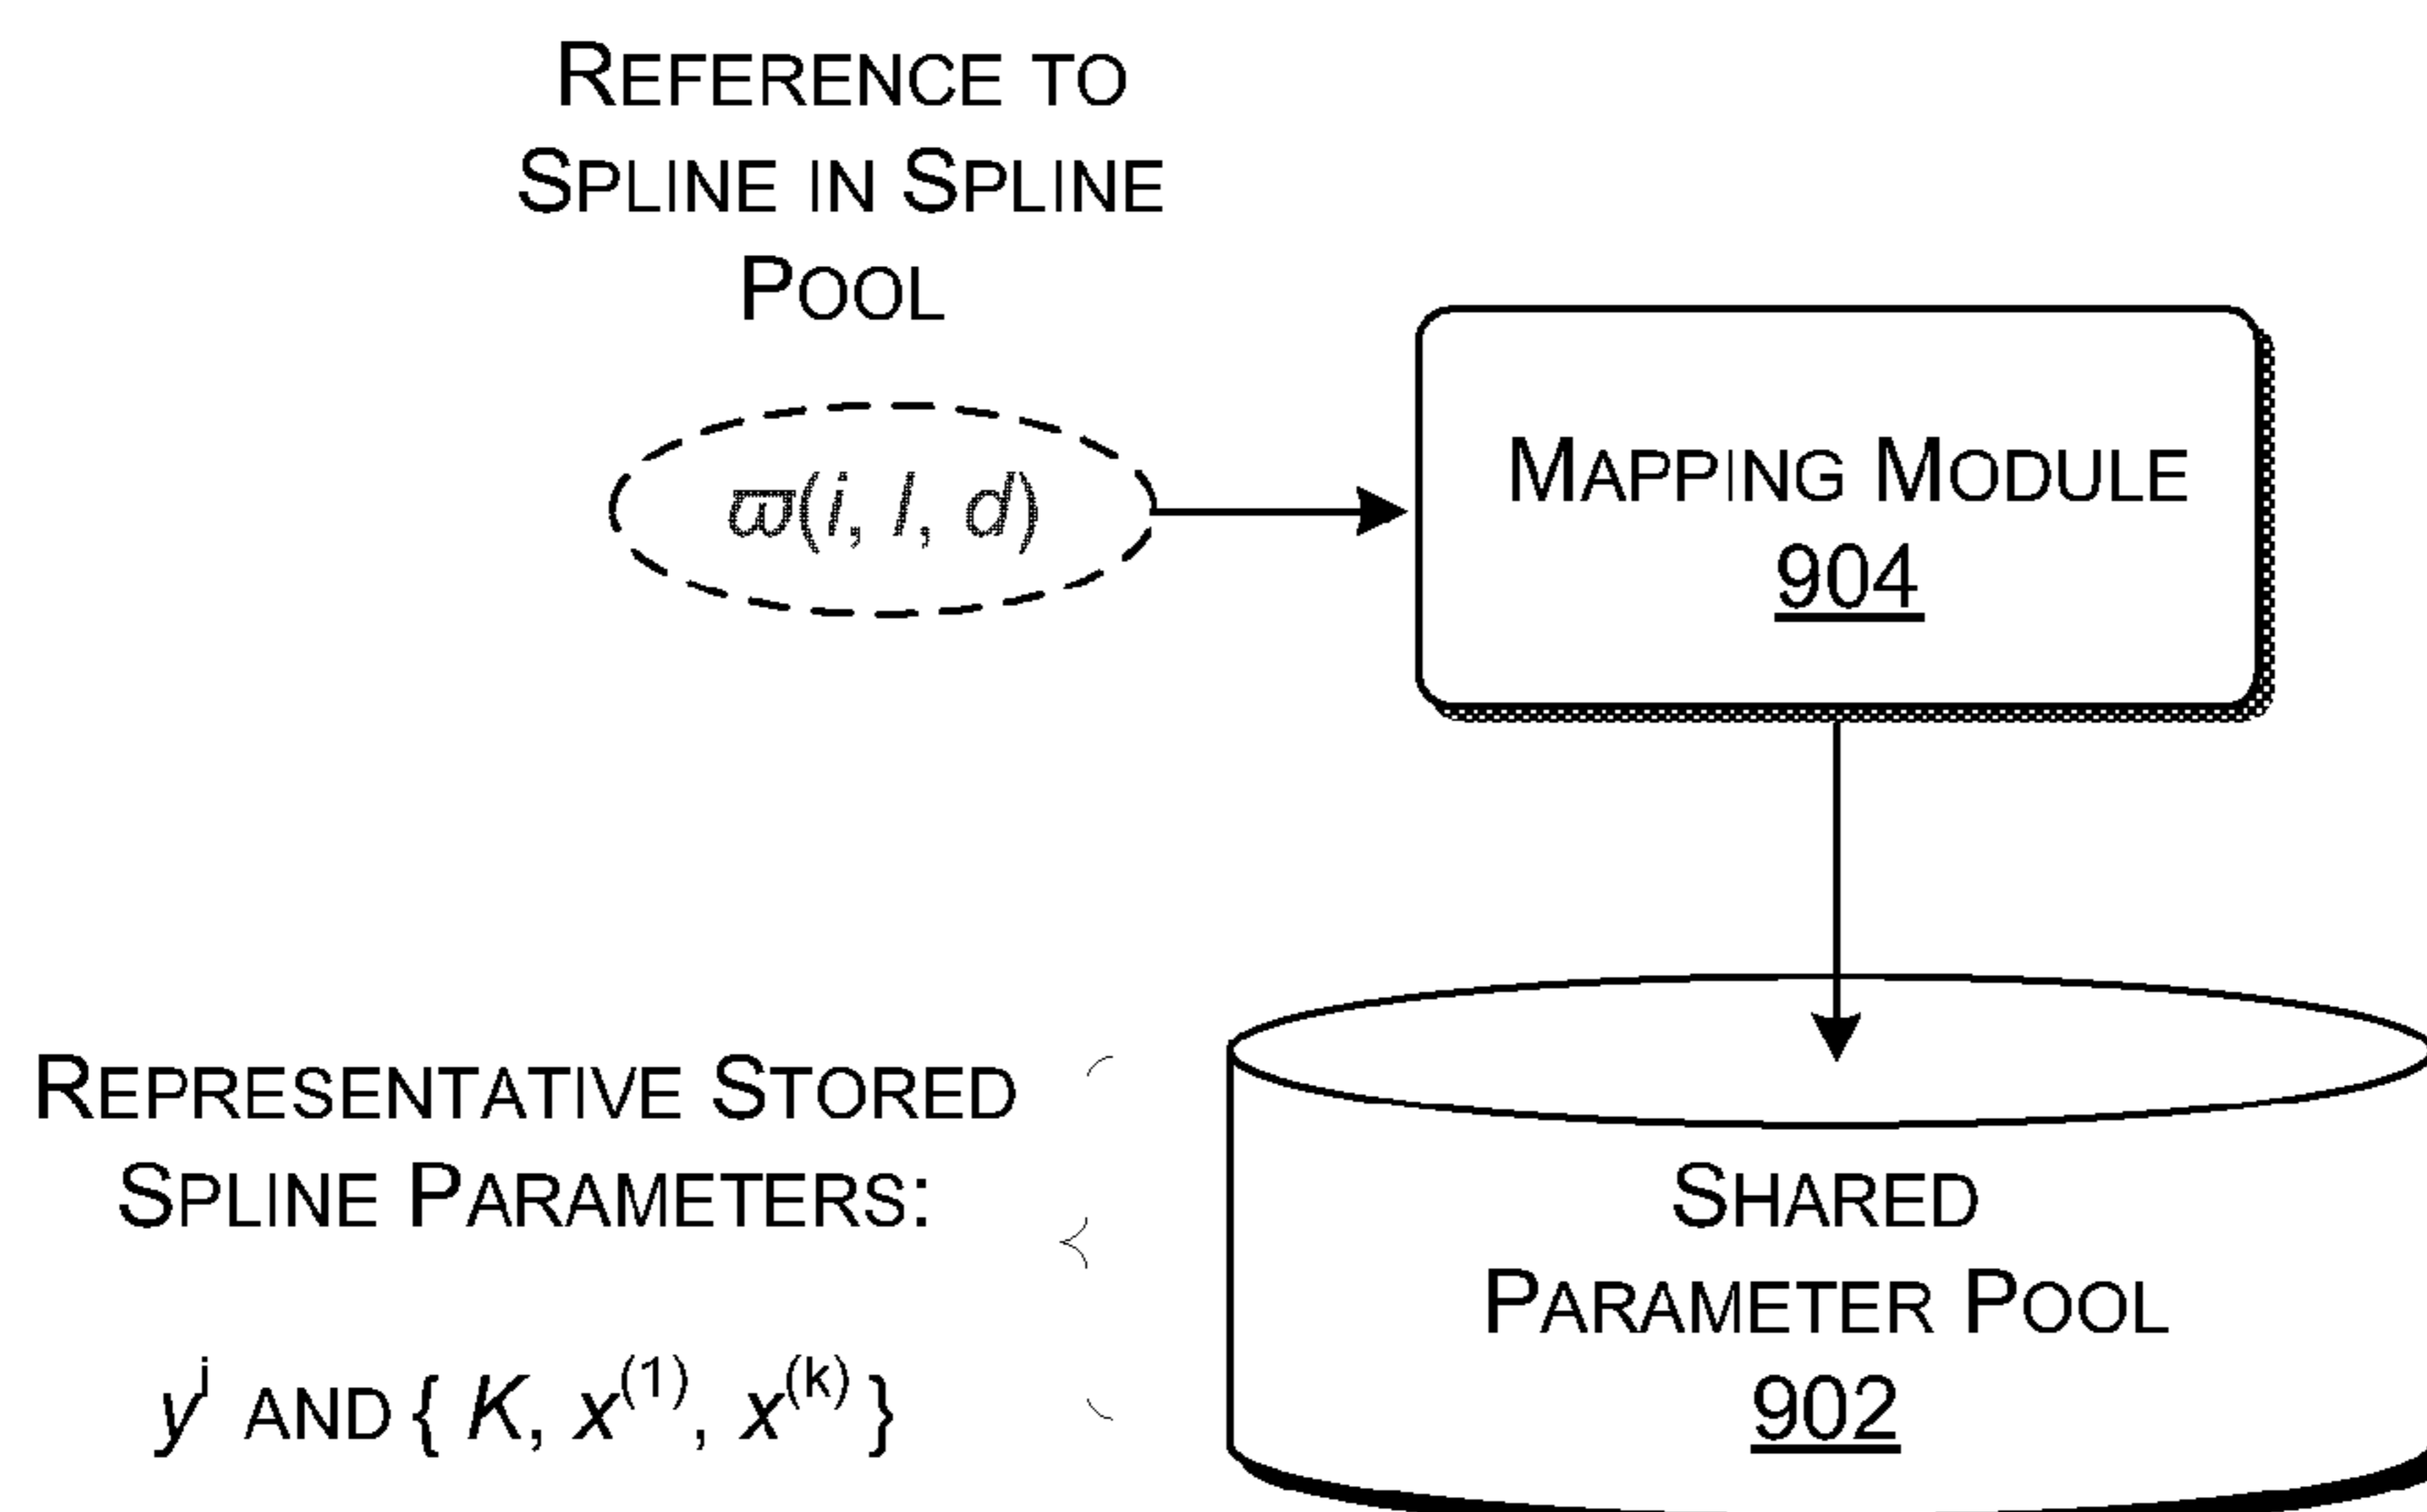 REFERENCE TO
SPLINE IN SPLINE
POOL
ϖ(i, l, d)
MAPPING MODULE
904
REPRESENTATIVE STORED
SPLINE PARAMETERS:
y^i AND { K, x^(1), x^(k) }
SHARED
PARAMETER POOL
902